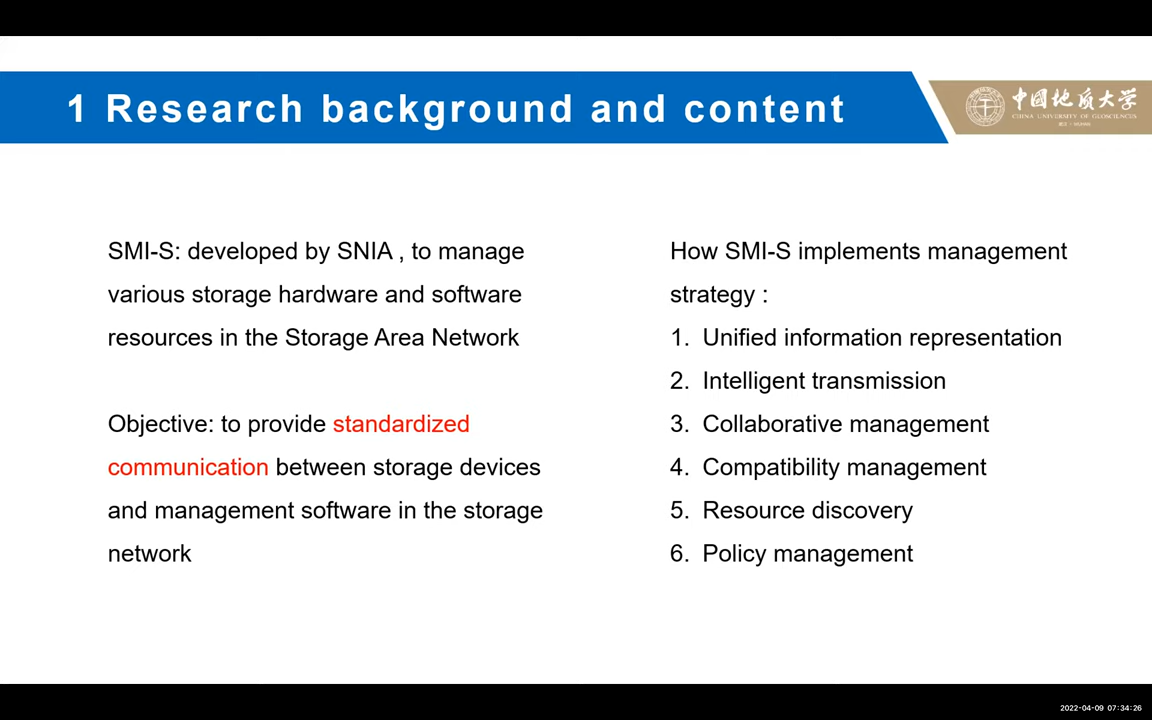 1 Research background and content
中国地质大学
CHINA UNIVERSITY OF GEOSCIENCES
SMI-S: developed by SNIA , to manage
various storage hardware and software
resources in the Storage Area Network
Objective: to provide standardized
communication between storage devices
and management software in the storage
network
How SMI-S implements management
strategy :
1. Unified information representation
2. Intelligent transmission
3. Collaborative management
4. Compatibility management
5. Resource discovery
6. Policy management
2022-04-09 07:34:26